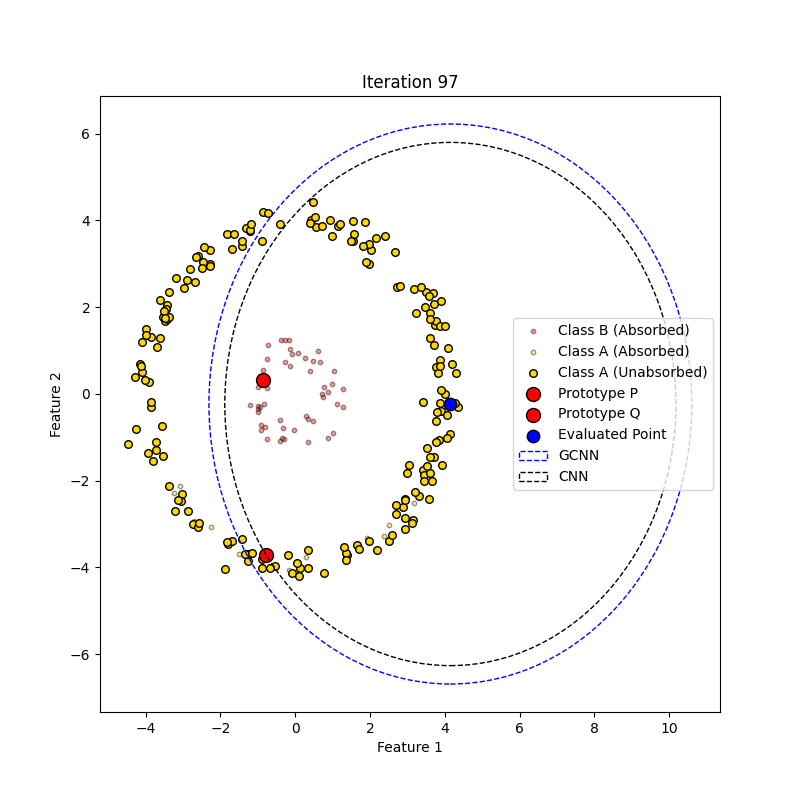 Iteration 97
Feature 2
6
4
2
0
−2
−4
−6
Class B (Absorbed)
Class A (Absorbed)
Class A (Unabsorbed)
Prototype P
Prototype Q
Evaluated Point
GCNN
CNN
−4 −2 0 2 4 6 8 10
Feature 1